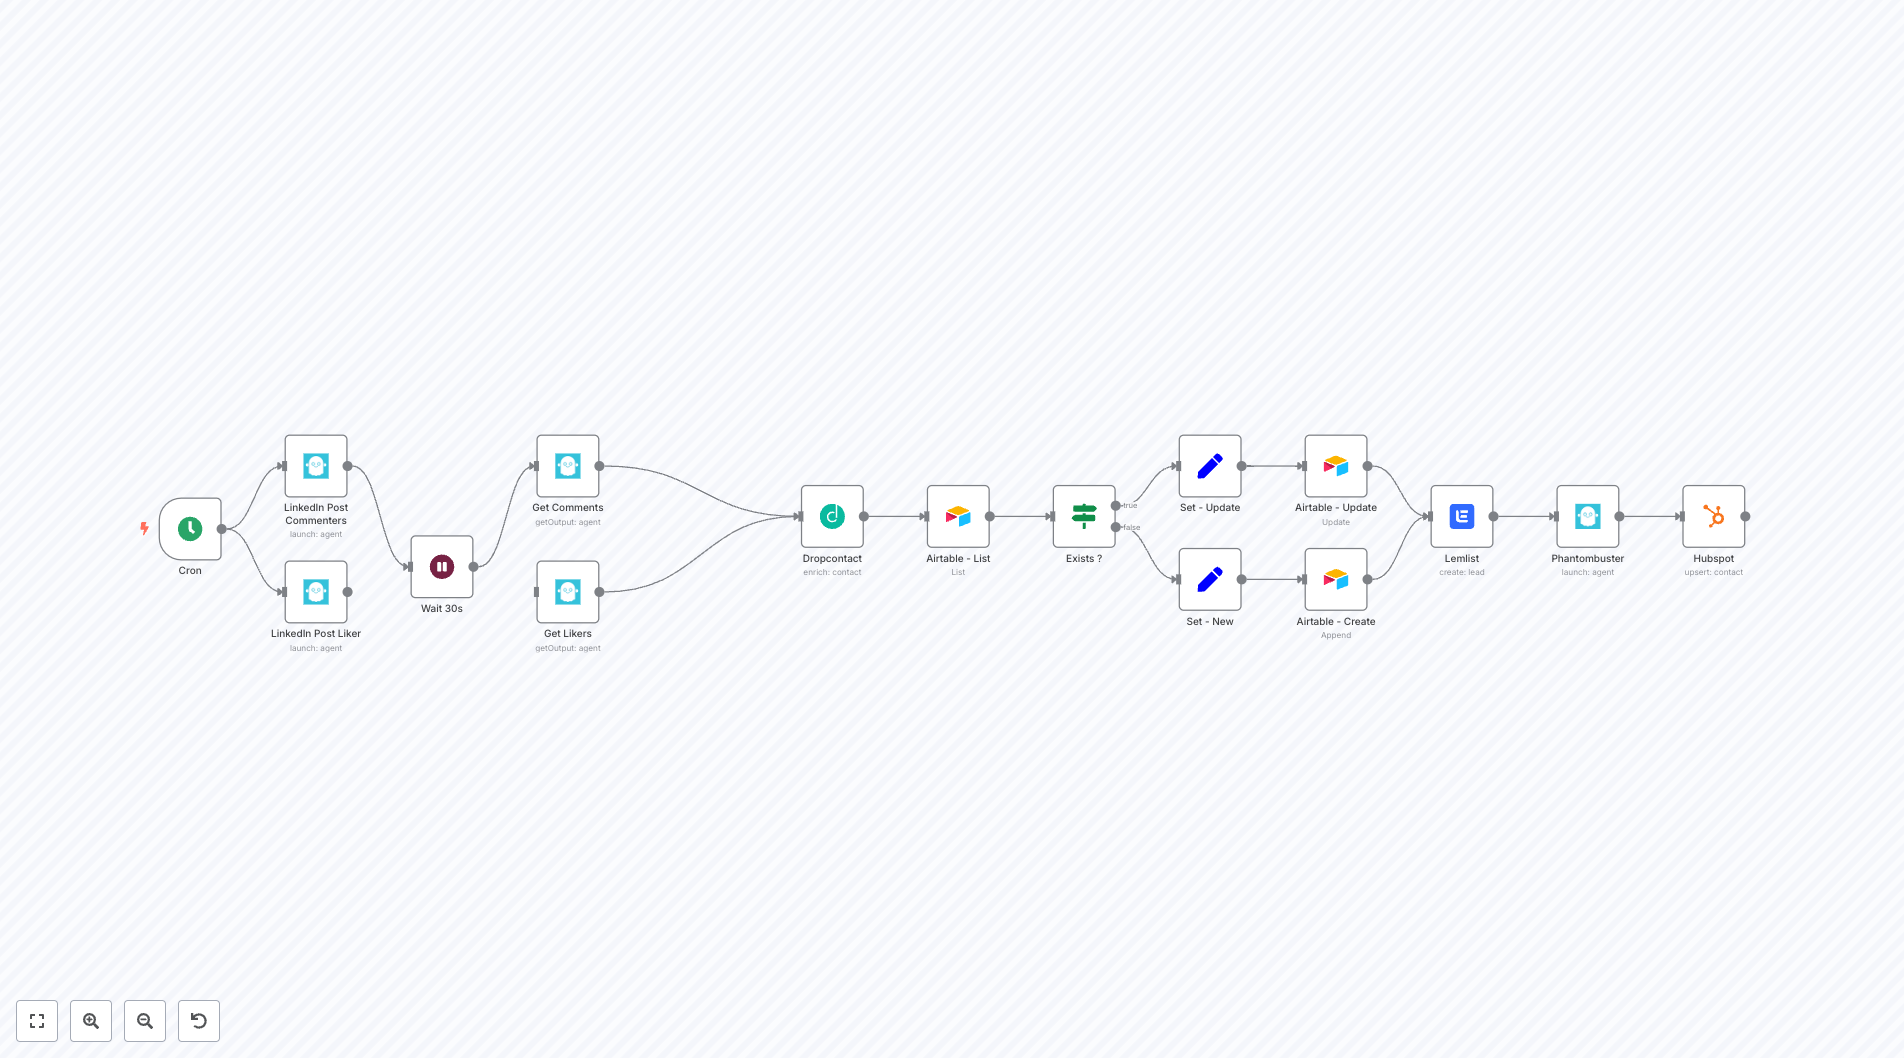 Cron
LinkedIn Post
Commenters
launch: agent
LinkedIn Post Liker
launch: agent
Wait 30s
Get Comments
getOutput: agent
Get Likers
getOutput: agent
Dropcontact
enrich: contact
Airtable - List
List
Exists ?
true
false
Set - Update
Airtable - Update
Update
Set - New
Airtable - Create
Append
Lemlist
create: lead
Phantombuster
launch: agent
Hubspot
upsert: contact